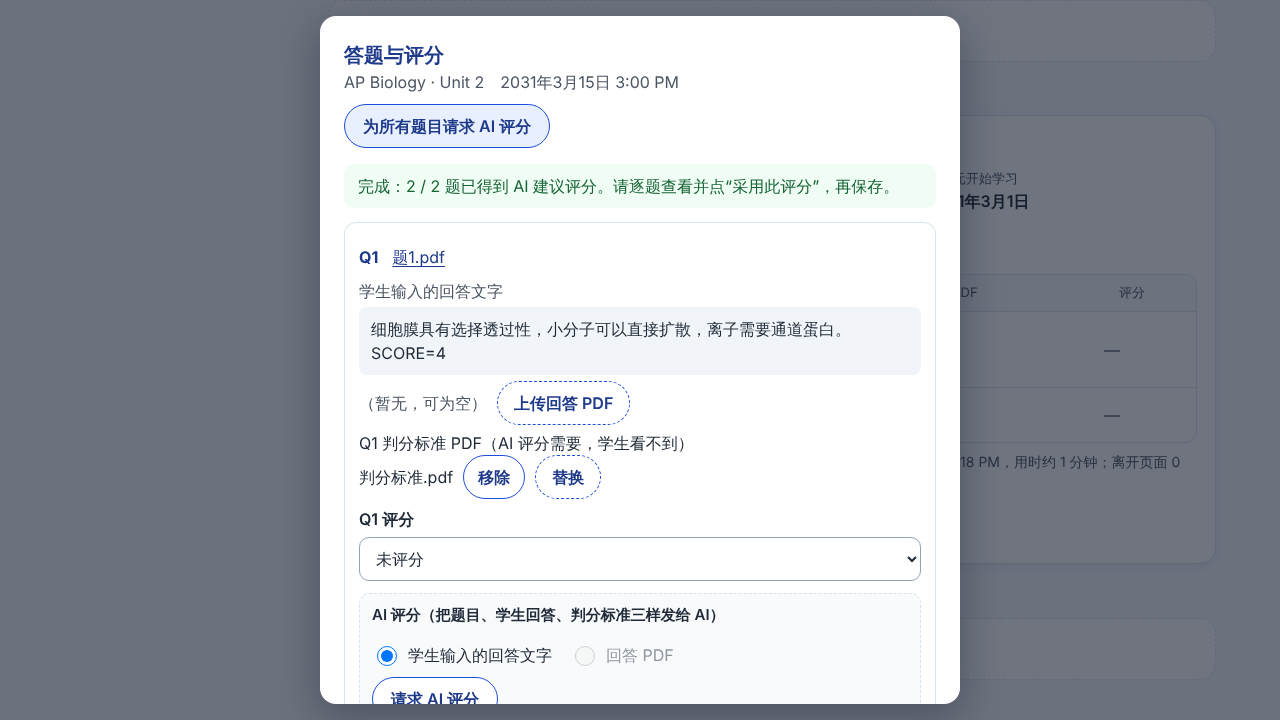 答题与评分
AP Biology · Unit 2 2031年3月15日 3:00 PM
为所有题目请求 AI 评分
完成：2 / 2 题已得到 AI 建议评分。请逐题查看并点“采用此评分”，再保存。
Q1 题1.pdf
学生输入的回答文字
细胞膜具有选择透过性，小分子可以直接扩散，离子需要通道蛋白。
SCORE=4
（暂无，可为空） 上传回答 PDF
Q1 判分标准 PDF（AI 评分需要，学生看不到）
判分标准.pdf 移除 替换
Q1 评分
未评分
AI 评分（把题目、学生回答、判分标准三样发给 AI）
学生输入的回答文字 回答 PDF
请求 AI 评分
开始学习
1年3月1日
DF 评分
—
—
18 PM，用时约 1 分钟；离开页面 0